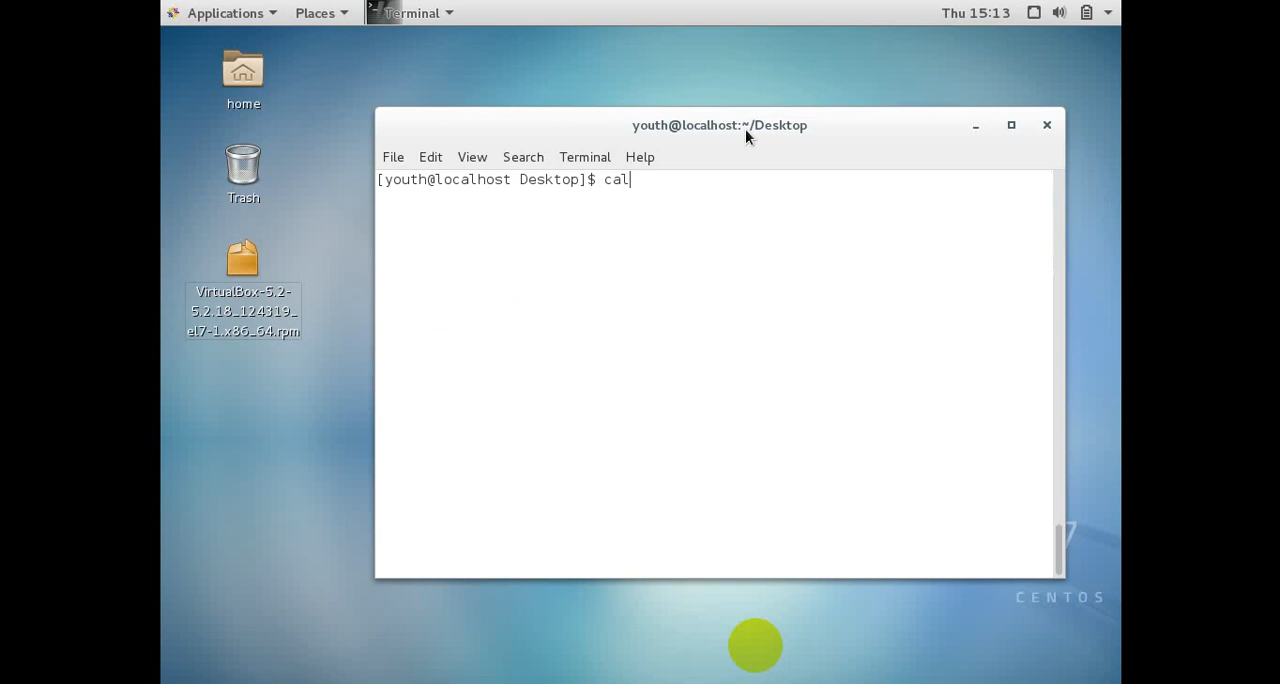 Applications Places Terminal Thu 15:13
home
Trash
VirtualBox-5.2-
5.2.18_124319_
el7-1.x86_64.rpm
youth@localhost:~/Desktop
File Edit View Search Terminal Help
[youth@localhost Desktop]$ cal
7
CENTOS